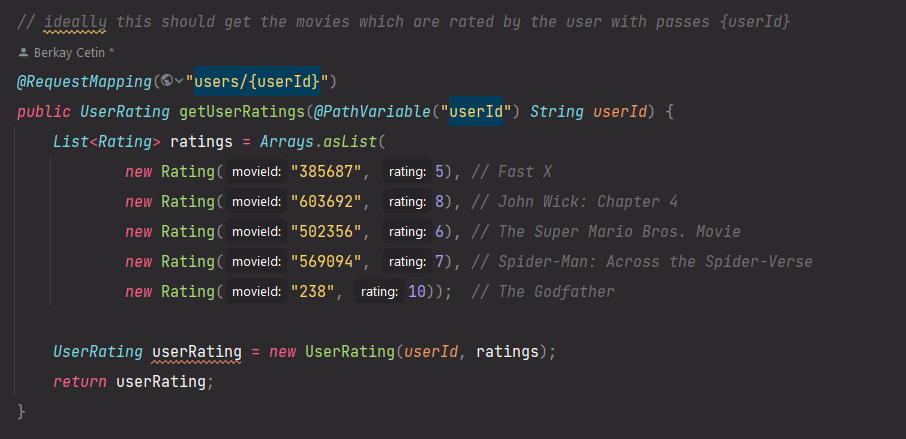 // ideally this should get the movies which are rated by the user with passes {userId}
Berkay Cetin *
@RequestMapping("users/{userId}")
public UserRating getUserRatings(@PathVariable("userId") String userId) {
List<Rating> ratings = Arrays.asList(
new Rating( movieId: "385687", rating: 5), // Fast X
new Rating( movieId: "603692", rating: 8), // John Wick: Chapter 4
new Rating( movieId: "502356", rating: 6), // The Super Mario Bros. Movie
new Rating( movieId: "569094", rating: 7), // Spider-Man: Across the Spider-Verse
new Rating( movieId: "238", rating: 10)); // The Godfather
UserRating userRating = new UserRating(userId, ratings);
return userRating;
}